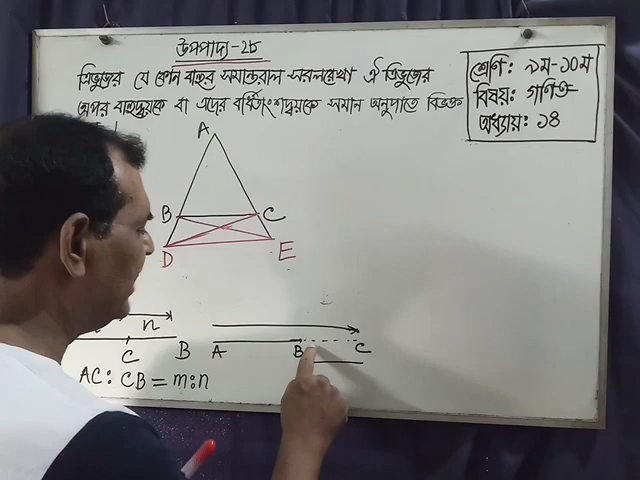 উপপাদ্য-২৮
ত্রিভুজের যে কোন বাহুর সমান্তরাল সরলরেখা ঐ ত্রিভুজের
অপর বাহুদ্বয়কে বা এদের বর্ধিতাংশদ্বয়কে সমান অনুপাতে বিভক্ত
শ্রেণি: ৯ম-১০ম
বিষয়: গণিত
অধ্যায়: ১৪
A
B C
D E
n
C B
A B C
AC: CB = m:n